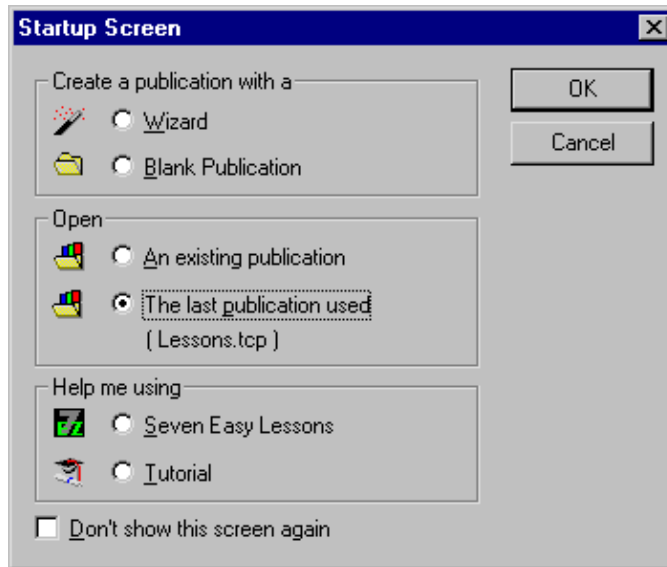 Startup Screen
Create a publication with a
Wizard
Blank Publication
Open
An existing publication
The last publication used
( Lessons.tcp )
Help me using
Seven Easy Lessons
Tutorial
Don't show this screen again
OK
Cancel